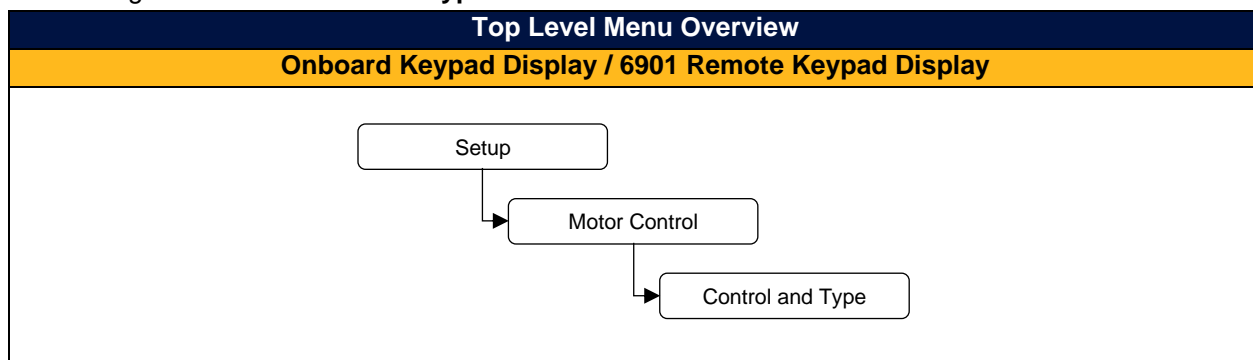 Top Level Menu Overview
Onboard Keypad Display / 6901 Remote Keypad Display
Setup
Motor Control
Control and Type